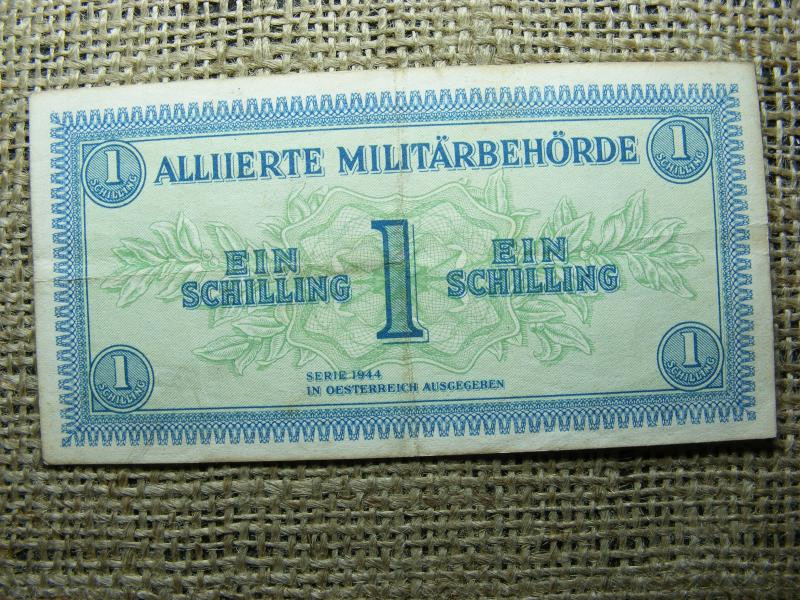 1 SCHILLING
ALLIIERTE MILITÄRBEHÖRDE
1 SCHILLING
EIN SCHILLING
1
EIN SCHILLING
SERIE 1944
IN OESTERREICH AUSGEGEBEN
1 SCHILLING
1 SCHILLING